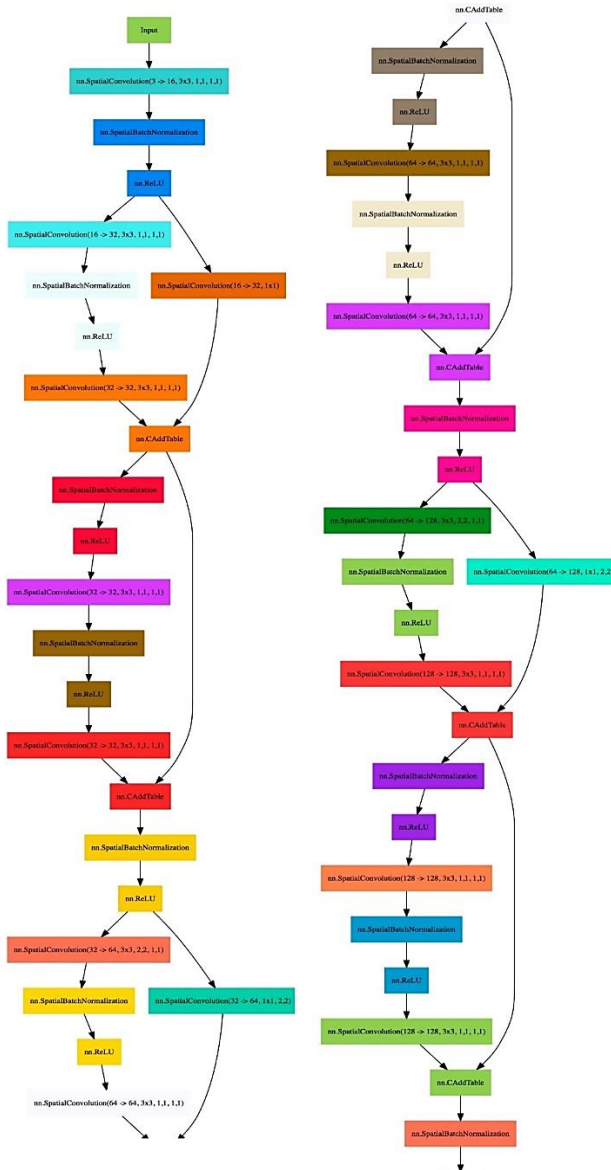 Input
nn.SpatialConvolution(3 -> 16, 3x3, 1,1, 1,1)
nn.SpatialBatchNormalization
nn.ReLU
nn.SpatialConvolution(16 -> 32, 3x3, 1,1, 1,1)
nn.SpatialBatchNormalization
nn.SpatialConvolution(16 -> 32, 1x1)
nn.ReLU
nn.SpatialConvolution(32 -> 32, 3x3, 1,1, 1,1)
nn.CAddTable
nn.SpatialBatchNormalization
nn.ReLU
nn.SpatialConvolution(32 -> 32, 3x3, 1,1, 1,1)
nn.SpatialBatchNormalization
nn.ReLU
nn.SpatialConvolution(32 -> 32, 3x3, 1,1, 1,1)
nn.CAddTable
nn.SpatialBatchNormalization
nn.ReLU
nn.SpatialConvolution(32 -> 64, 3x3, 2,2, 1,1)
nn.SpatialBatchNormalization
nn.SpatialConvolution(32 -> 64, 1x1, 2,2)
nn.ReLU
nn.SpatialConvolution(64 -> 64, 3x3, 1,1, 1,1)
nn.CAddTable
nn.SpatialBatchNormalization
nn.ReLU
nn.SpatialConvolution(64 -> 64, 3x3, 1,1, 1,1)
nn.SpatialBatchNormalization
nn.ReLU
nn.SpatialConvolution(64 -> 64, 3x3, 1,1, 1,1)
nn.CAddTable
nn.SpatialBatchNormalization
nn.ReLU
nn.SpatialConvolution(64 -> 128, 3x3, 2,2, 1,1)
nn.SpatialBatchNormalization
nn.SpatialConvolution(64 -> 128, 1x1, 2,2
nn.ReLU
nn.SpatialConvolution(128 -> 128, 3x3, 1,1, 1,1)
nn.CAddTable
nn.SpatialBatchNormalization
nn.ReLU
nn.SpatialConvolution(128 -> 128, 3x3, 1,1, 1,1)
nn.SpatialBatchNormalization
nn.ReLU
nn.SpatialConvolution(128 -> 128, 3x3, 1,1, 1,1)
nn.CAddTable
nn.SpatialBatchNormalization